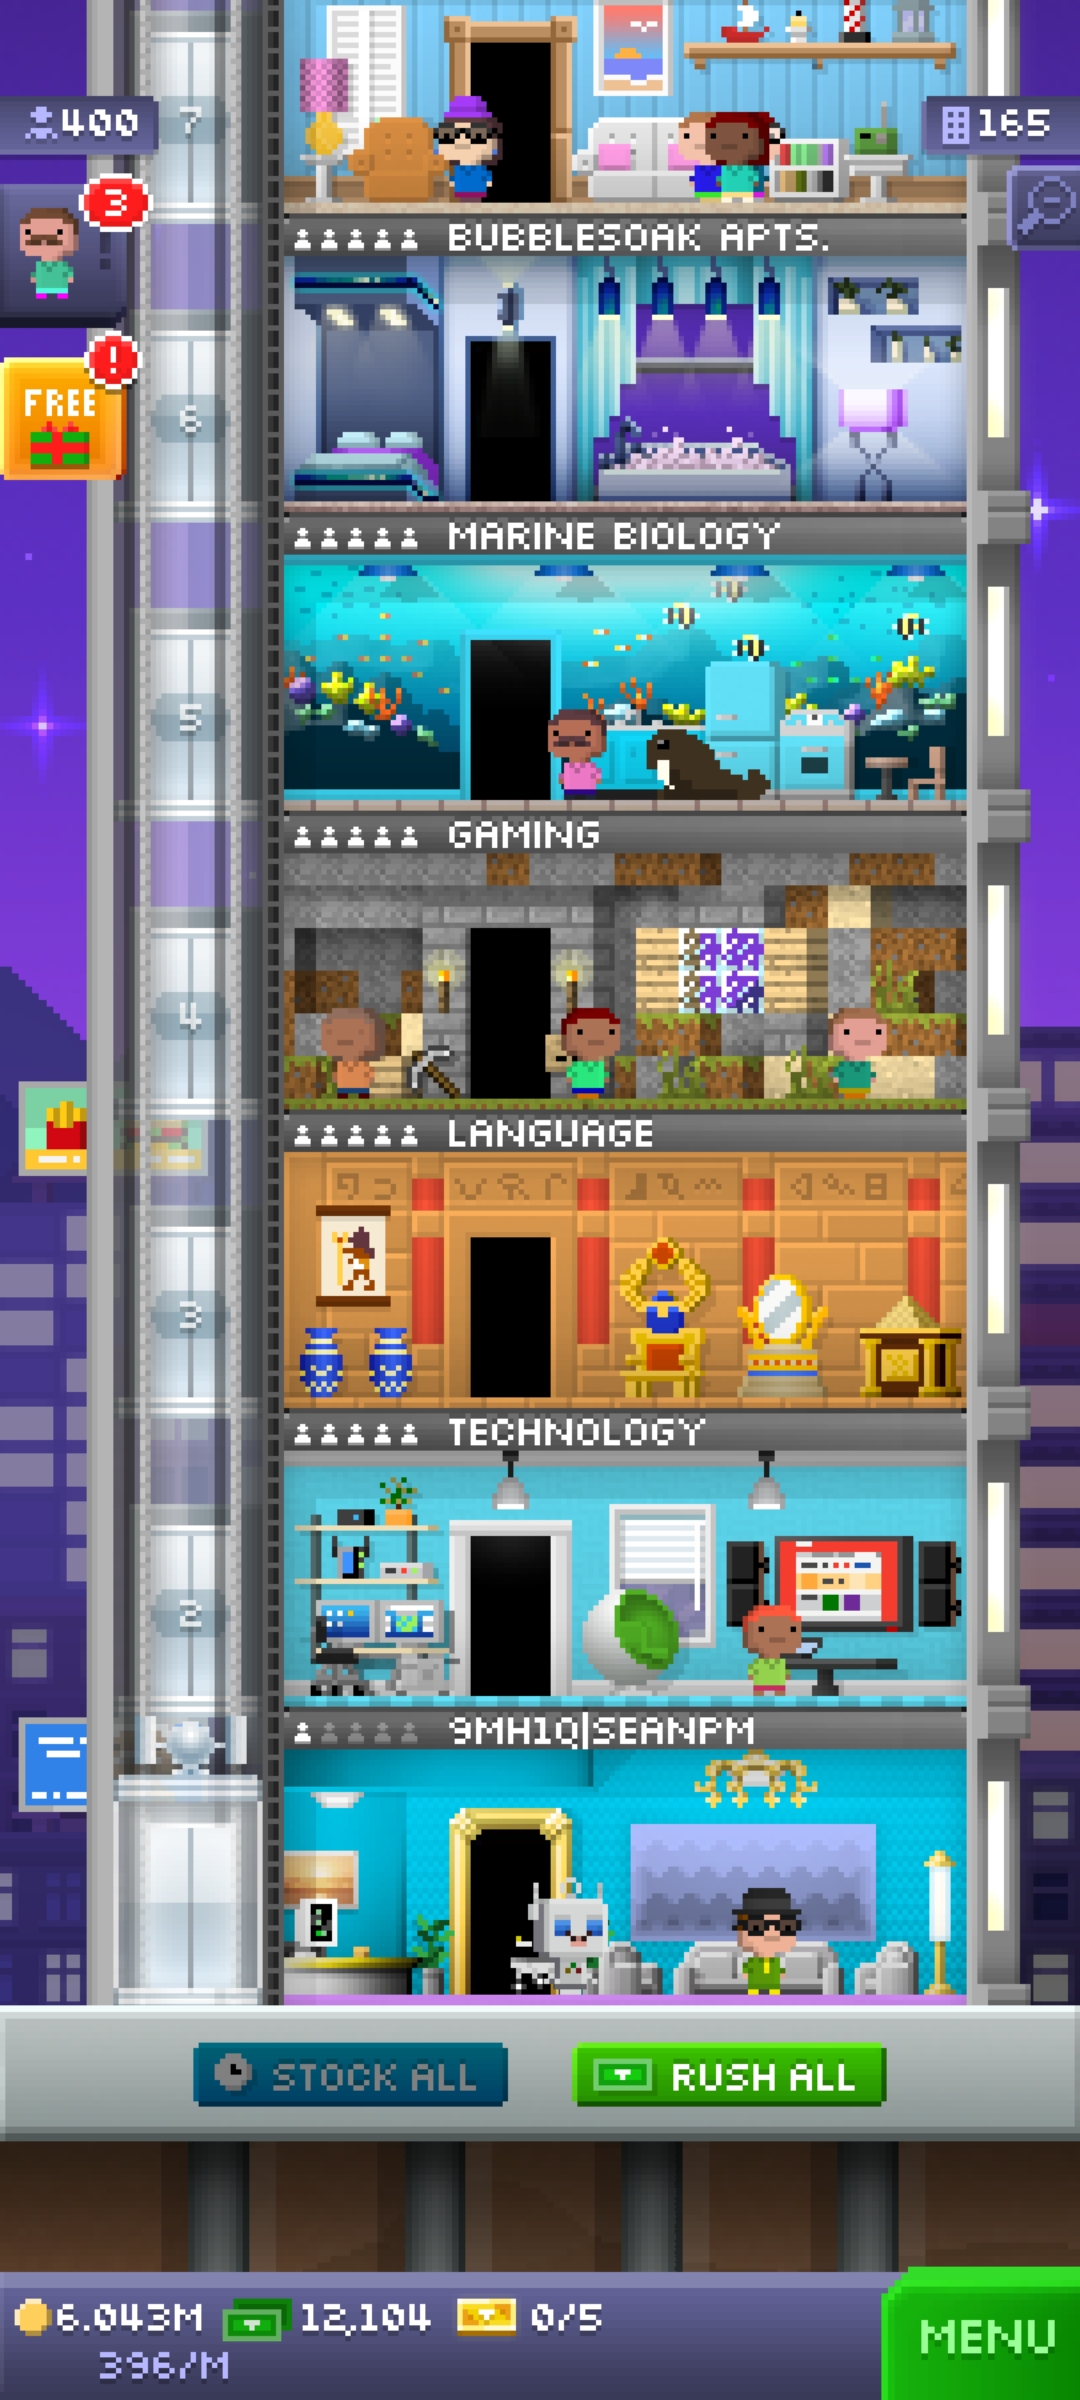 7
400
165
3
BUBBLESOAK APTS.
!
FREE
6
MARINE BIOLOGY
5
GAMING
4
LANGUAGE
3
TECHNOLOGY
2
9MH1Q|SEANPM
STOCK ALL
RUSH ALL
6.043M
12,104
0/5
396/M
MENU